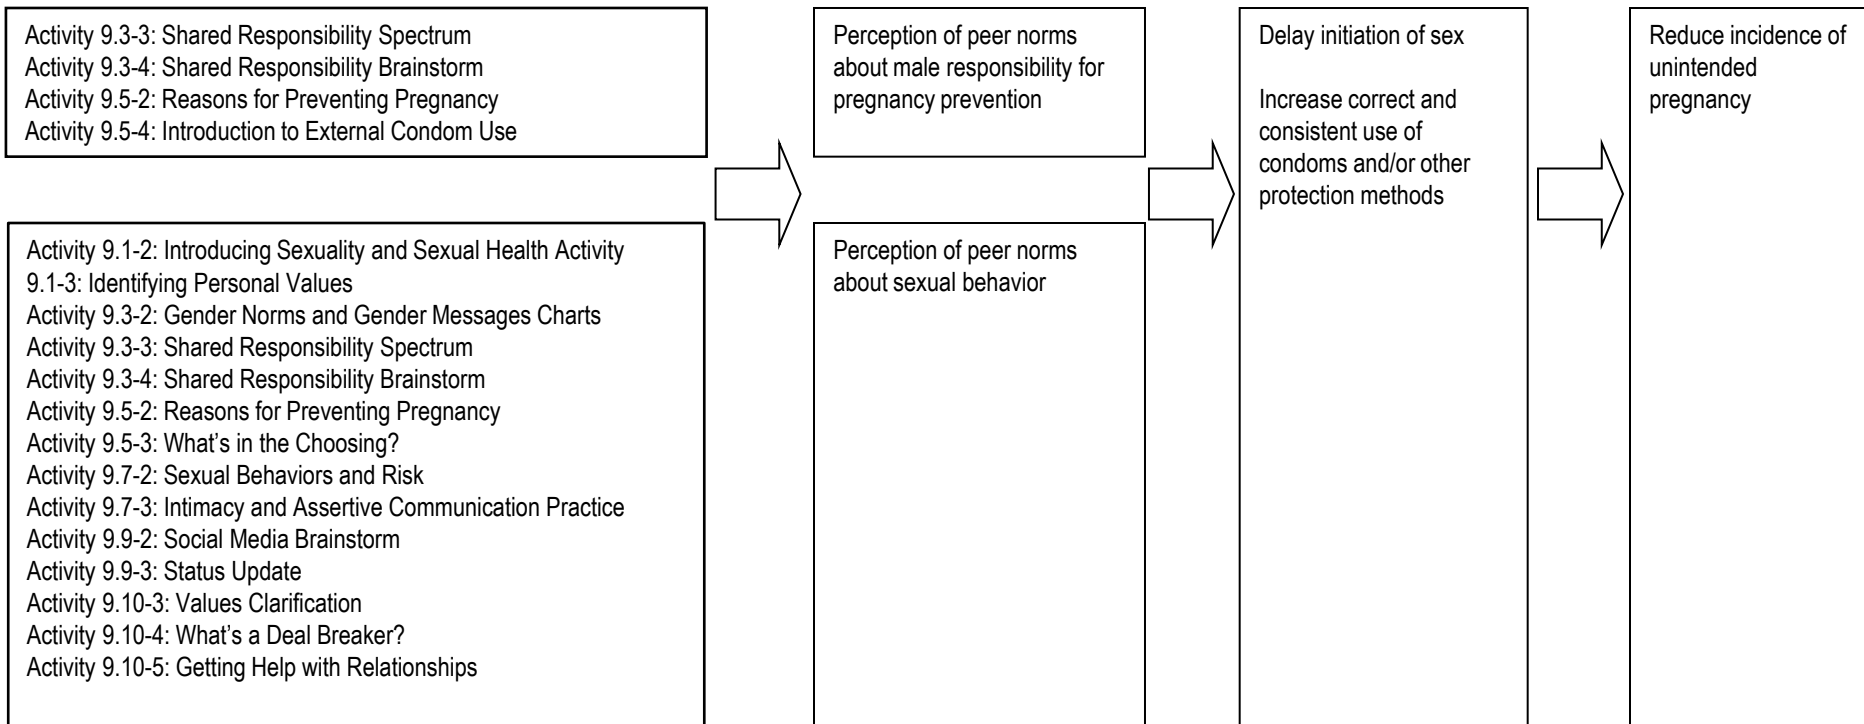 Activity 9.3-3: Shared Responsibility Spectrum
Activity 9.3-4: Shared Responsibility Brainstorm
Activity 9.5-2: Reasons for Preventing Pregnancy
Activity 9.5-4: Introduction to External Condom Use
Activity 9.1-2: Introducing Sexuality and Sexual Health Activity
9.1-3: Identifying Personal Values
Activity 9.3-2: Gender Norms and Gender Messages Charts
Activity 9.3-3: Shared Responsibility Spectrum
Activity 9.3-4: Shared Responsibility Brainstorm
Activity 9.5-2: Reasons for Preventing Pregnancy
Activity 9.5-3: What’s in the Choosing?
Activity 9.7-2: Sexual Behaviors and Risk
Activity 9.7-3: Intimacy and Assertive Communication Practice
Activity 9.9-2: Social Media Brainstorm
Activity 9.9-3: Status Update
Activity 9.10-3: Values Clarification
Activity 9.10-4: What’s a Deal Breaker?
Activity 9.10-5: Getting Help with Relationships
Perception of peer norms
about male responsibility for
pregnancy prevention
Perception of peer norms
about sexual behavior
Delay initiation of sex
Increase correct and
consistent use of
condoms and/or other
protection methods
Reduce incidence of
unintended
pregnancy